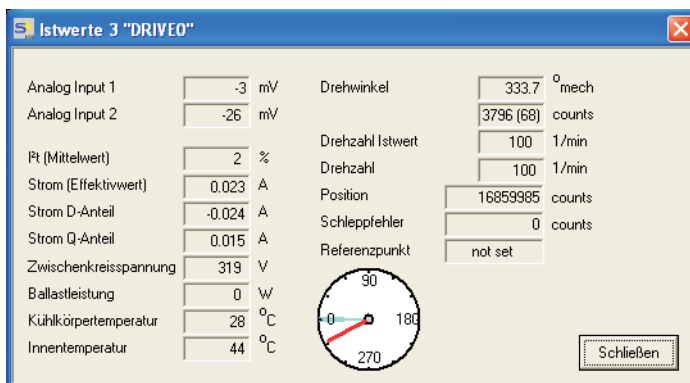 Istwerte 3 "DRIVE0"
Analog Input 1 -3 mV
Analog Input 2 -26 mV
I²t (Mittelwert) 2 %
Strom (Effektivwert) 0.023 A
Strom D-Anteil -0.024 A
Strom Q-Anteil 0.015 A
Zwischenkreisspannung 319 V
Ballastleistung 0 W
Kühlkörpertemperatur 28 °C
Innentemperatur 44 °C
Drehwinkel 333.7 °mech
3796 (68) counts
Drehzahl Istwert 100 1/min
Drehzahl 100 1/min
Position 16859985 counts
Schleppfehler 0 counts
Referenzpunkt not set
90
0 180
270
Schließen